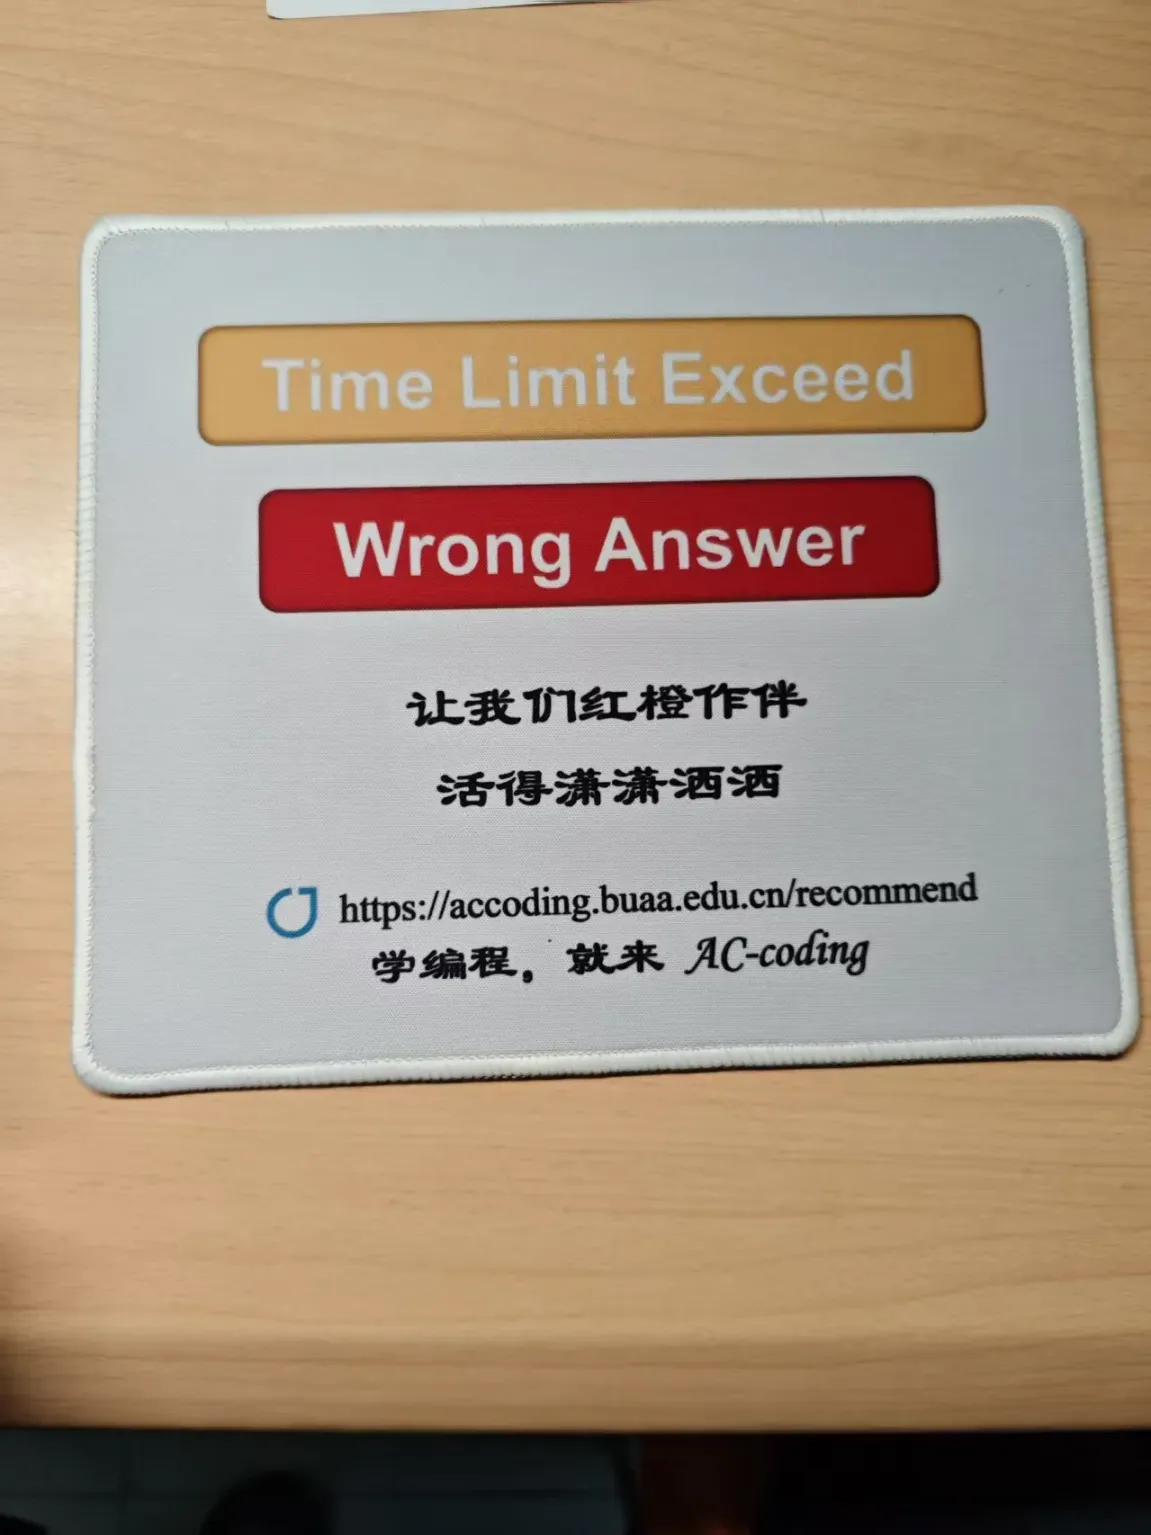 Time Limit Exceed
Wrong Answer
让我们红橙作伴
活得潇潇洒洒
https://accoding.buaa.edu.cn/recommend
学编程，就来 AC-coding